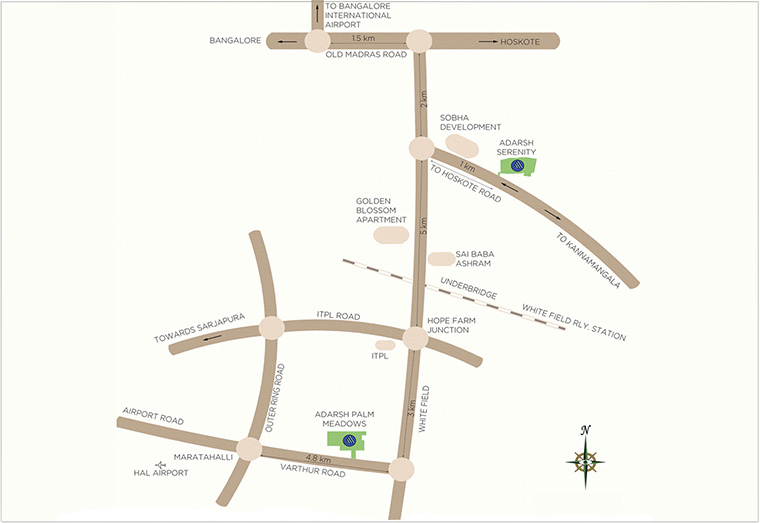 TO BANGALORE
INTERNATIONAL
AIRPORT
BANGALORE
1.5 km
HOSKOTE
OLD MADRAS ROAD
2 km
SOBHA
DEVELOPMENT
ADARSH
SERENITY
1 km
TO HOSKOTE ROAD
GOLDEN
BLOSSOM
APARTMENT
5 km
TO KANNAMANGALA
SAI BABA
ASHRAM
UNDERBRIDGE
WHITE FIELD RLY. STATION
TOWARDS SARJAPURA
ITPL ROAD
HOPE FARM
JUNCTION
ITPL
OUTER RING ROAD
WHITE FIELD
3 km
AIRPORT ROAD
ADARSH PALM
MEADOWS
N
MARATAHALLI
4.8 km
HAL AIRPORT
VARTHUR ROAD